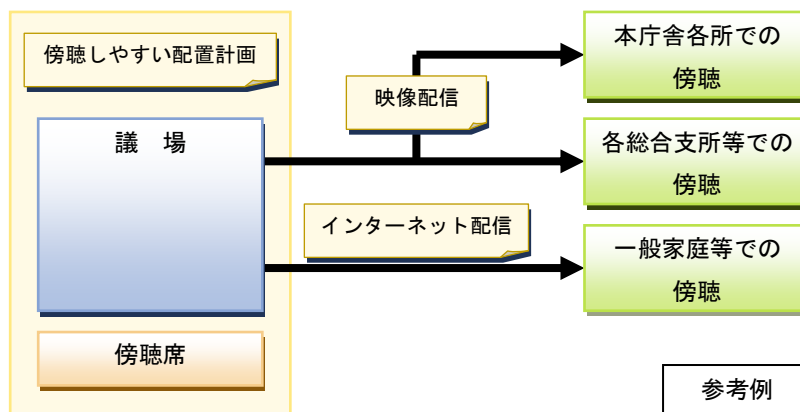 傍聴しやすい配置計画
議　場
傍聴席
映像配信
インターネット配信
本庁舎各所での
傍聴
各総合支所等での
傍聴
一般家庭等での
傍聴
参考例